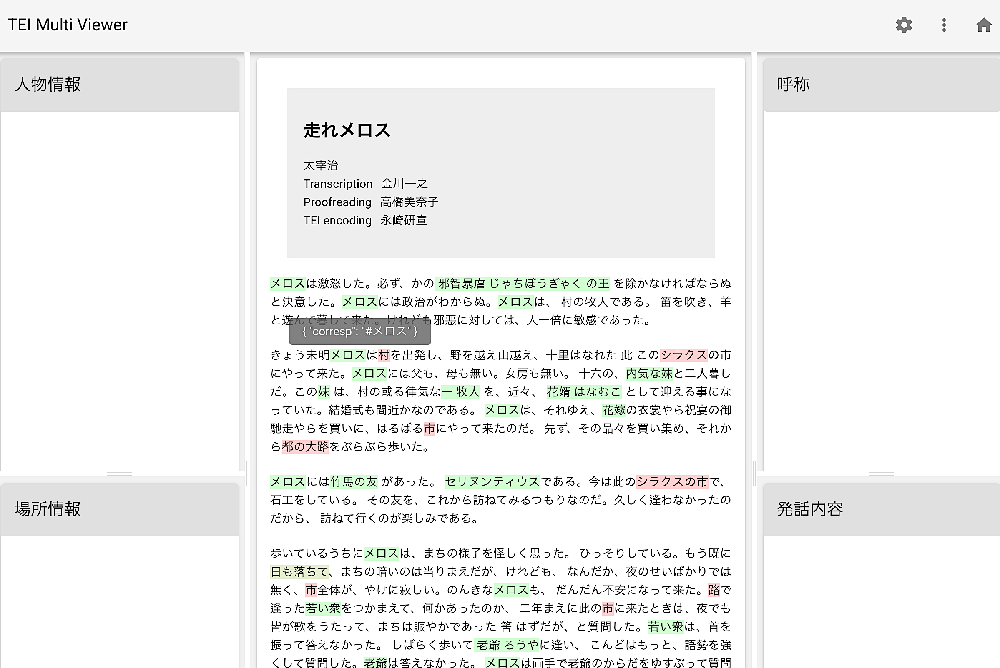 TEI Multi Viewer
人物情報
場所情報
走れメロス
太宰治
Transcription 金川一之
Proofreading 高橋美奈子
TEI encoding 永崎研宣
メロスは激怒した。必ず、かの 邪智暴虐 じゃちぼうぎゃく の王 を除かなければならぬ
と決意した。メロスには政治がわからぬ。メロスは、 村の牧人である。 笛を吹き、羊
と遊んで暮して来た。けれども邪悪に対しては、人一倍に敏感であった。
{ "corresp": "#メロス" }
きょう未明メロスは村を出発し、野を越え山越え、十里はなれた 此 このシラクスの市
にやって来た。メロスには父も、母も無い。女房も無い。 十六の、内気な妹と二人暮し
だ。この妹 は、村の或る律気な一 牧人 を、近々、 花婿 はなむこ として迎える事にな
っていた。結婚式も間近かなのである。 メロスは、それゆえ、花嫁の衣裳やら祝宴の御
馳走やらを買いに、はるばる市にやって来たのだ。 先ず、その品々を買い集め、それか
ら都の大路をぶらぶら歩いた。
メロスには竹馬の友 があった。 セリヌンティウスである。今は此のシラクスの市で、
石工をしている。 その友を、これから訪ねてみるつもりなのだ。久しく逢わなかったの
だから、 訪ねて行くのが楽しみである。
歩いているうちにメロスは、まちの様子を怪しく思った。 ひっそりしている。もう既に
日も落ちて、まちの暗いのは当りまえだが、けれども、 なんだか、夜のせいばかりでは
無く、市全体が、やけに寂しい。のんきなメロスも、 だんだん不安になって来た。路で
逢った若い衆をつかまえて、何かあったのか、 二年まえに此の市に来たときは、夜でも
皆が歌をうたって、まちは賑やかであった 筈 はずだが、と質問した。若い衆は、首を
振って答えなかった。 しばらく歩いて 老爺 ろうやに逢い、 こんどはもっと、語勢を強
くして質問した。老爺は答えなかった。 メロスは両手で老爺のからだをゆすぶって質問
呼称
発話内容